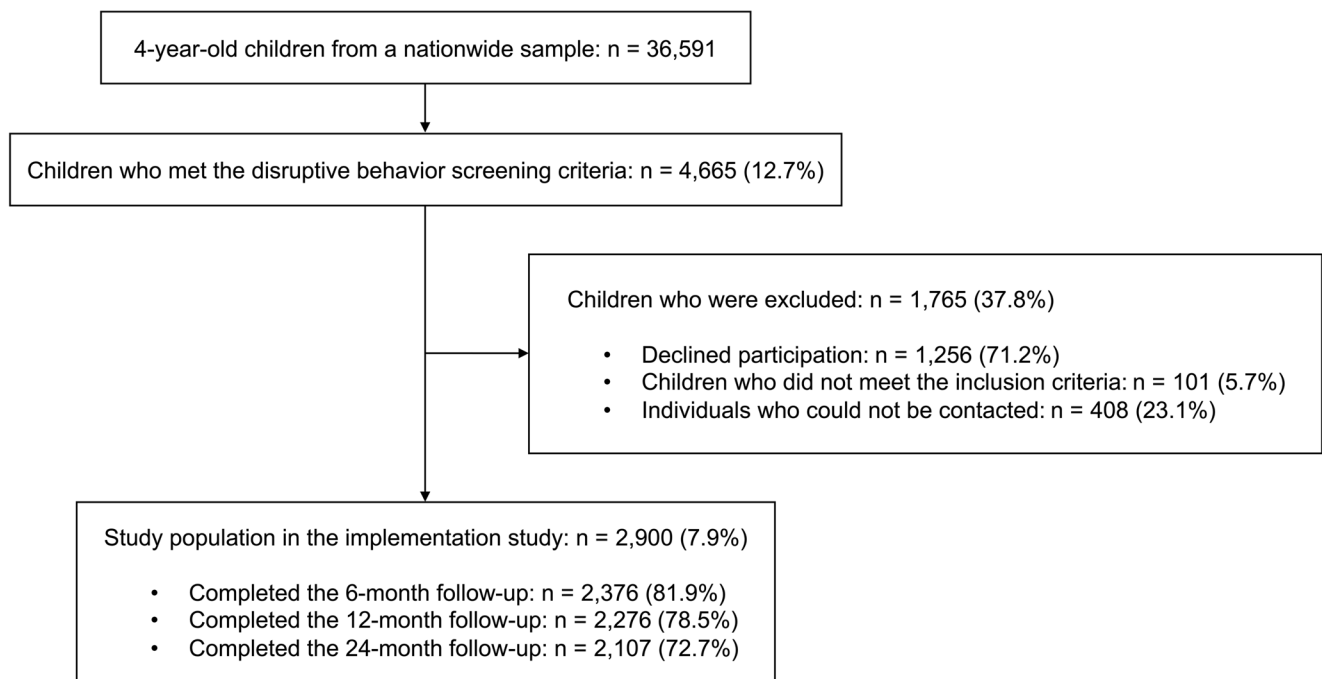 4-year-old children from a nationwide sample: n = 36,591
Children who met the disruptive behavior screening criteria: n = 4,665 (12.7%)
Children who were excluded: n = 1,765 (37.8%)
• Declined participation: n = 1,256 (71.2%)
• Children who did not meet the inclusion criteria: n = 101 (5.7%)
• Individuals who could not be contacted: n = 408 (23.1%)
Study population in the implementation study: n = 2,900 (7.9%)
• Completed the 6-month follow-up: n = 2,376 (81.9%)
• Completed the 12-month follow-up: n = 2,276 (78.5%)
• Completed the 24-month follow-up: n = 2,107 (72.7%)